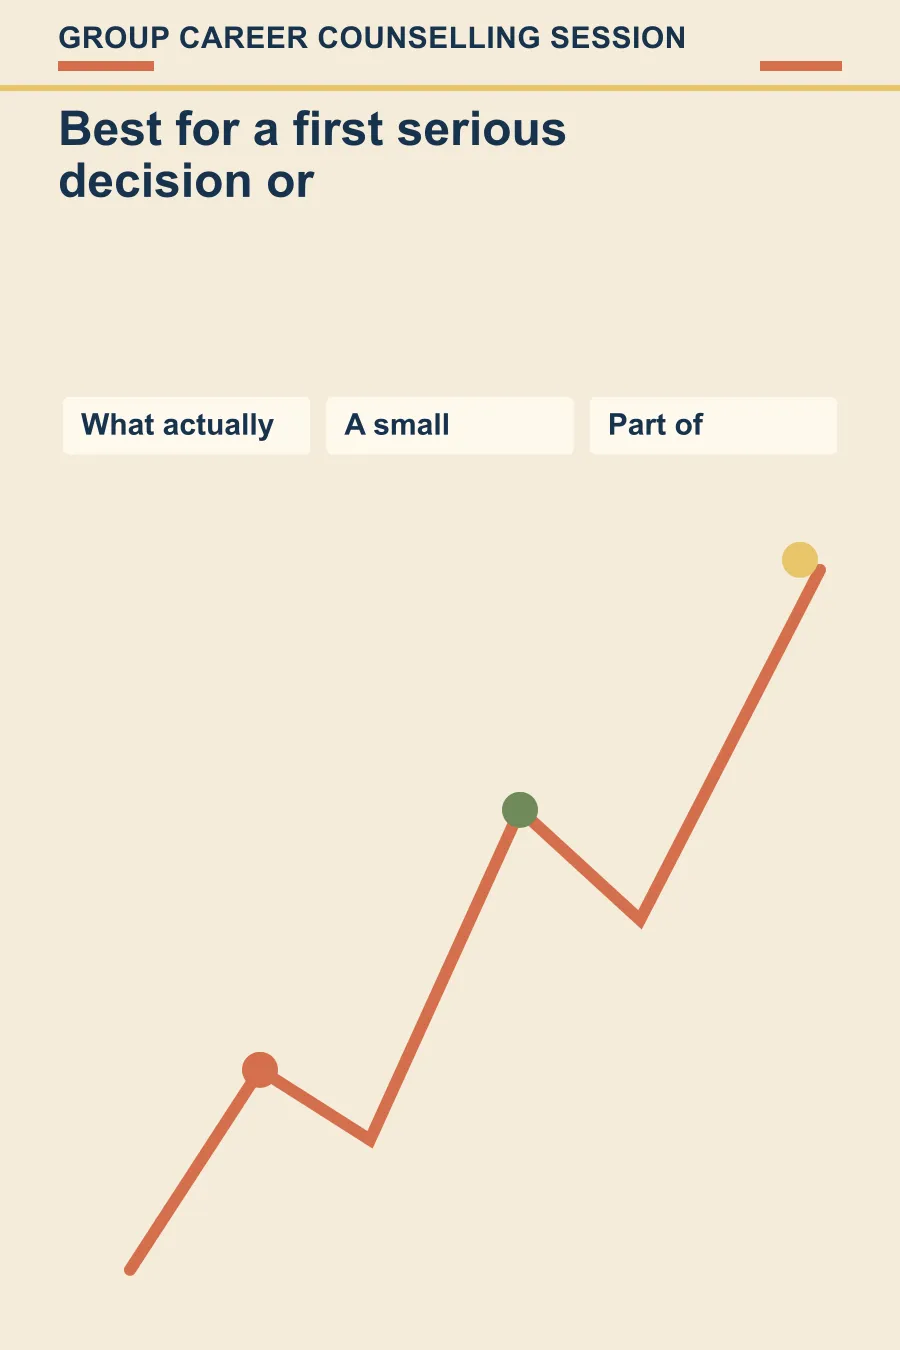 GROUP CAREER COUNSELLING SESSION
Best for a first serious
decision or
What actually
A small
Part of